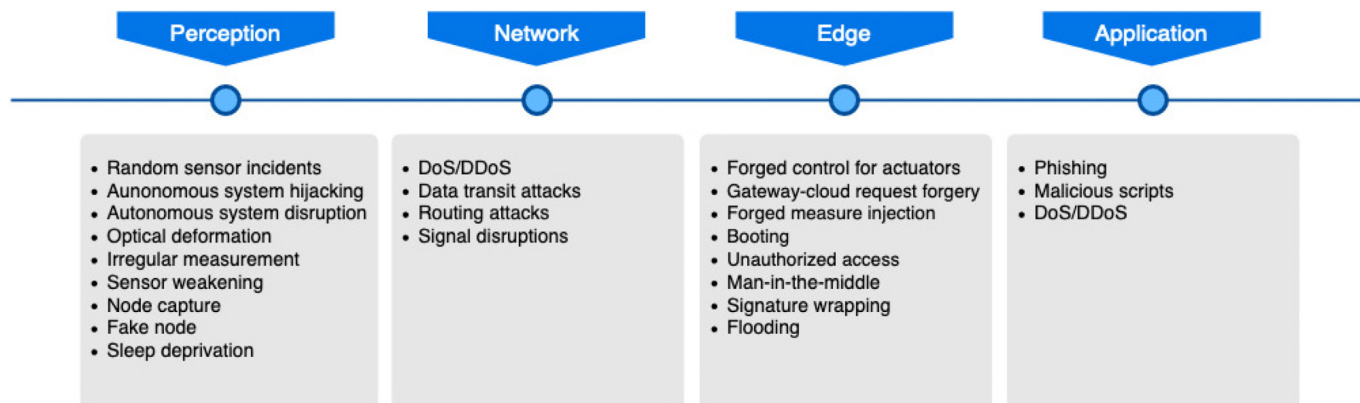 Perception
Network
Edge
Application
• Random sensor incidents
• Aunonomous system hijacking
• Autonomous system disruption
• Optical deformation
• Irregular measurement
• Sensor weakening
• Node capture
• Fake node
• Sleep deprivation
• DoS/DDoS
• Data transit attacks
• Routing attacks
• Signal disruptions
• Forged control for actuators
• Gateway-cloud request forgery
• Forged measure injection
• Booting
• Unauthorized access
• Man-in-the-middle
• Signature wrapping
• Flooding
• Phishing
• Malicious scripts
• DoS/DDoS